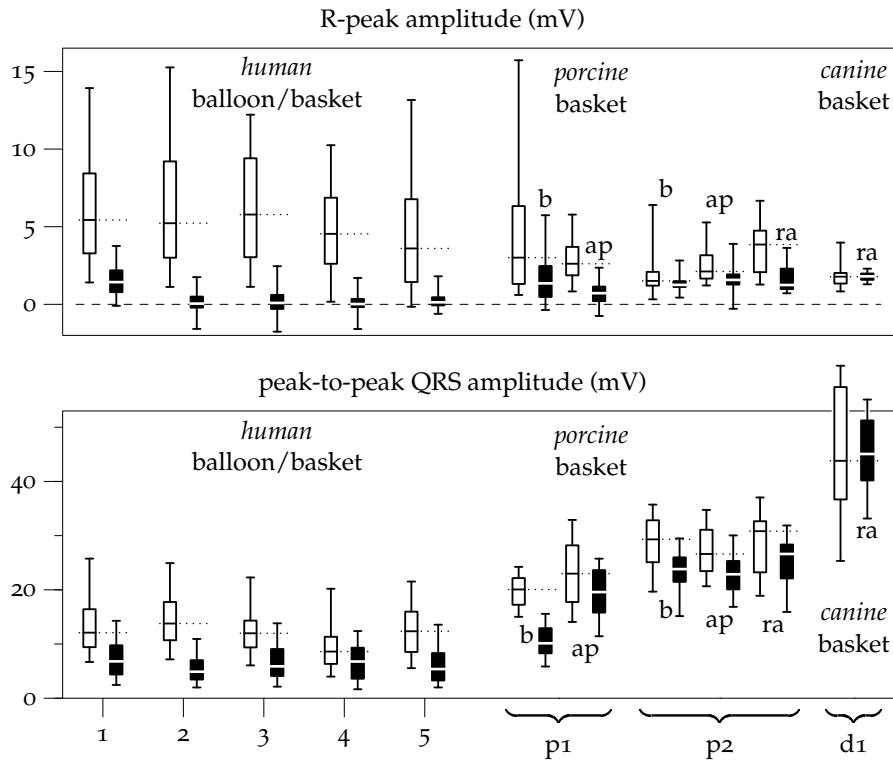 R-peak amplitude (mV)
15
10
5
0
human
balloon/basket
porcine
basket
canine
basket
b
ap
b
ap
ra
ra
peak-to-peak QRS amplitude (mV)
40
20
0
human
balloon/basket
porcine
basket
b
ap
b
ap
ra
ra
canine
basket
1 2 3 4 5 p1 p2 d1